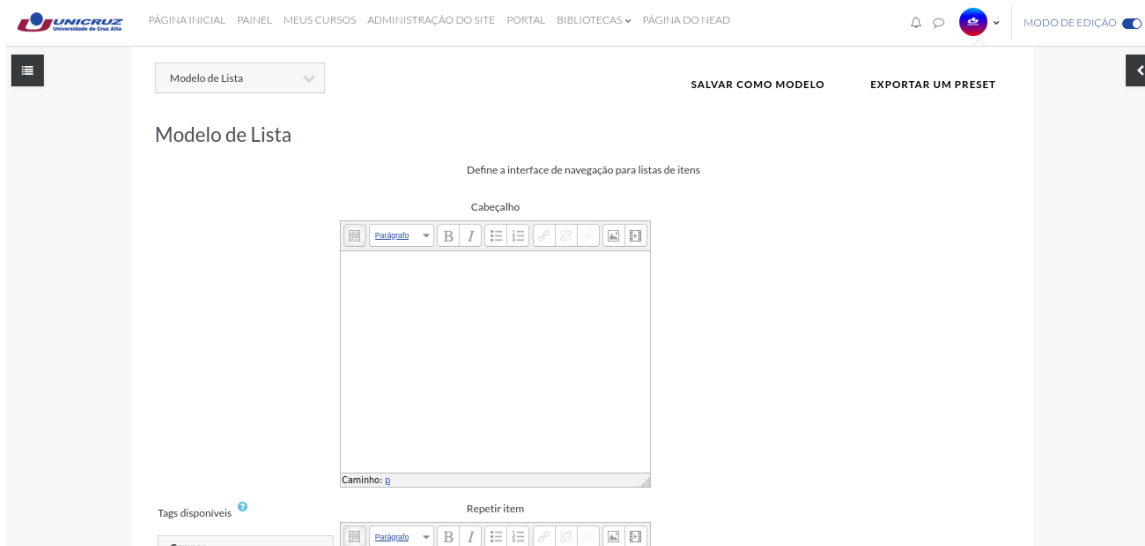 UNICRUZ
Universidade de Cruz Alta
PÁGINA INICIAL PAINEL MEUS CURSOS ADMINISTRAÇÃO DO SITE PORTAL BIBLIOTECAS PÁGINA DO NEAD
MODO DE EDIÇÃO
Modelo de Lista
SALVAR COMO MODELO EXPORTAR UM PRESET
Modelo de Lista
Define a interface de navegação para listas de itens
Cabeçalho
Parágrafo B I
Caminho: p
Tags disponíveis
Repetir item
Parágrafo B I